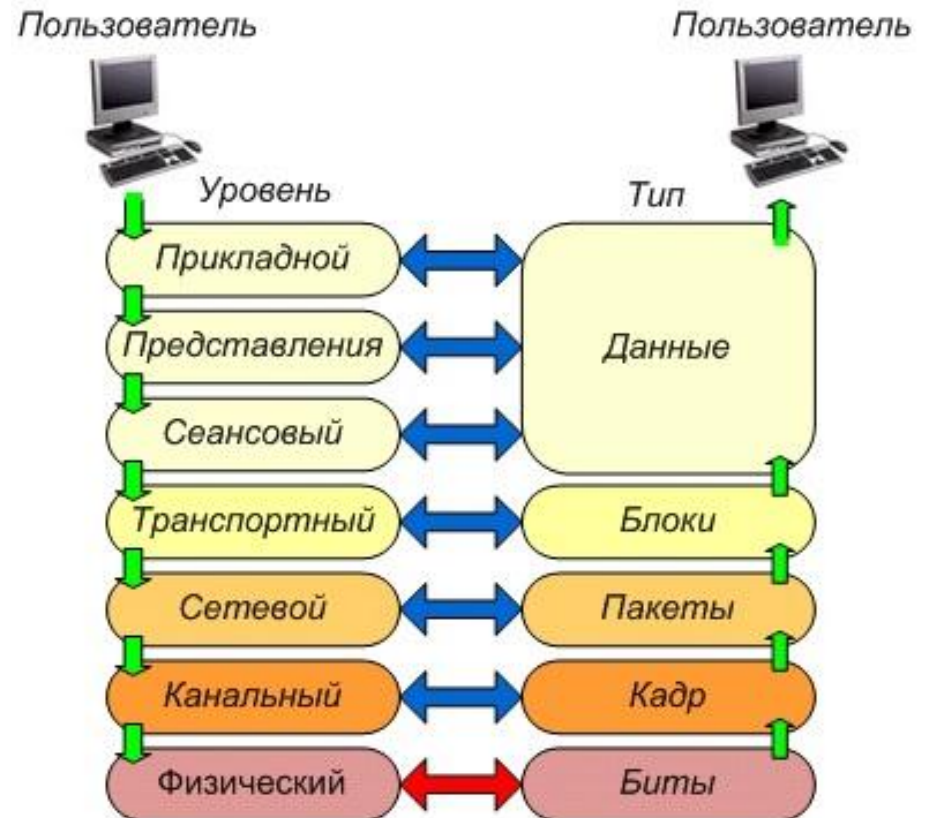 Пользователь
Пользователь
Уровень
Тип
Прикладной
Представления
Данные
Сеансовый
Транспортный
Блоки
Сетевой
Пакеты
Канальный
Кадр
Физический
Биты